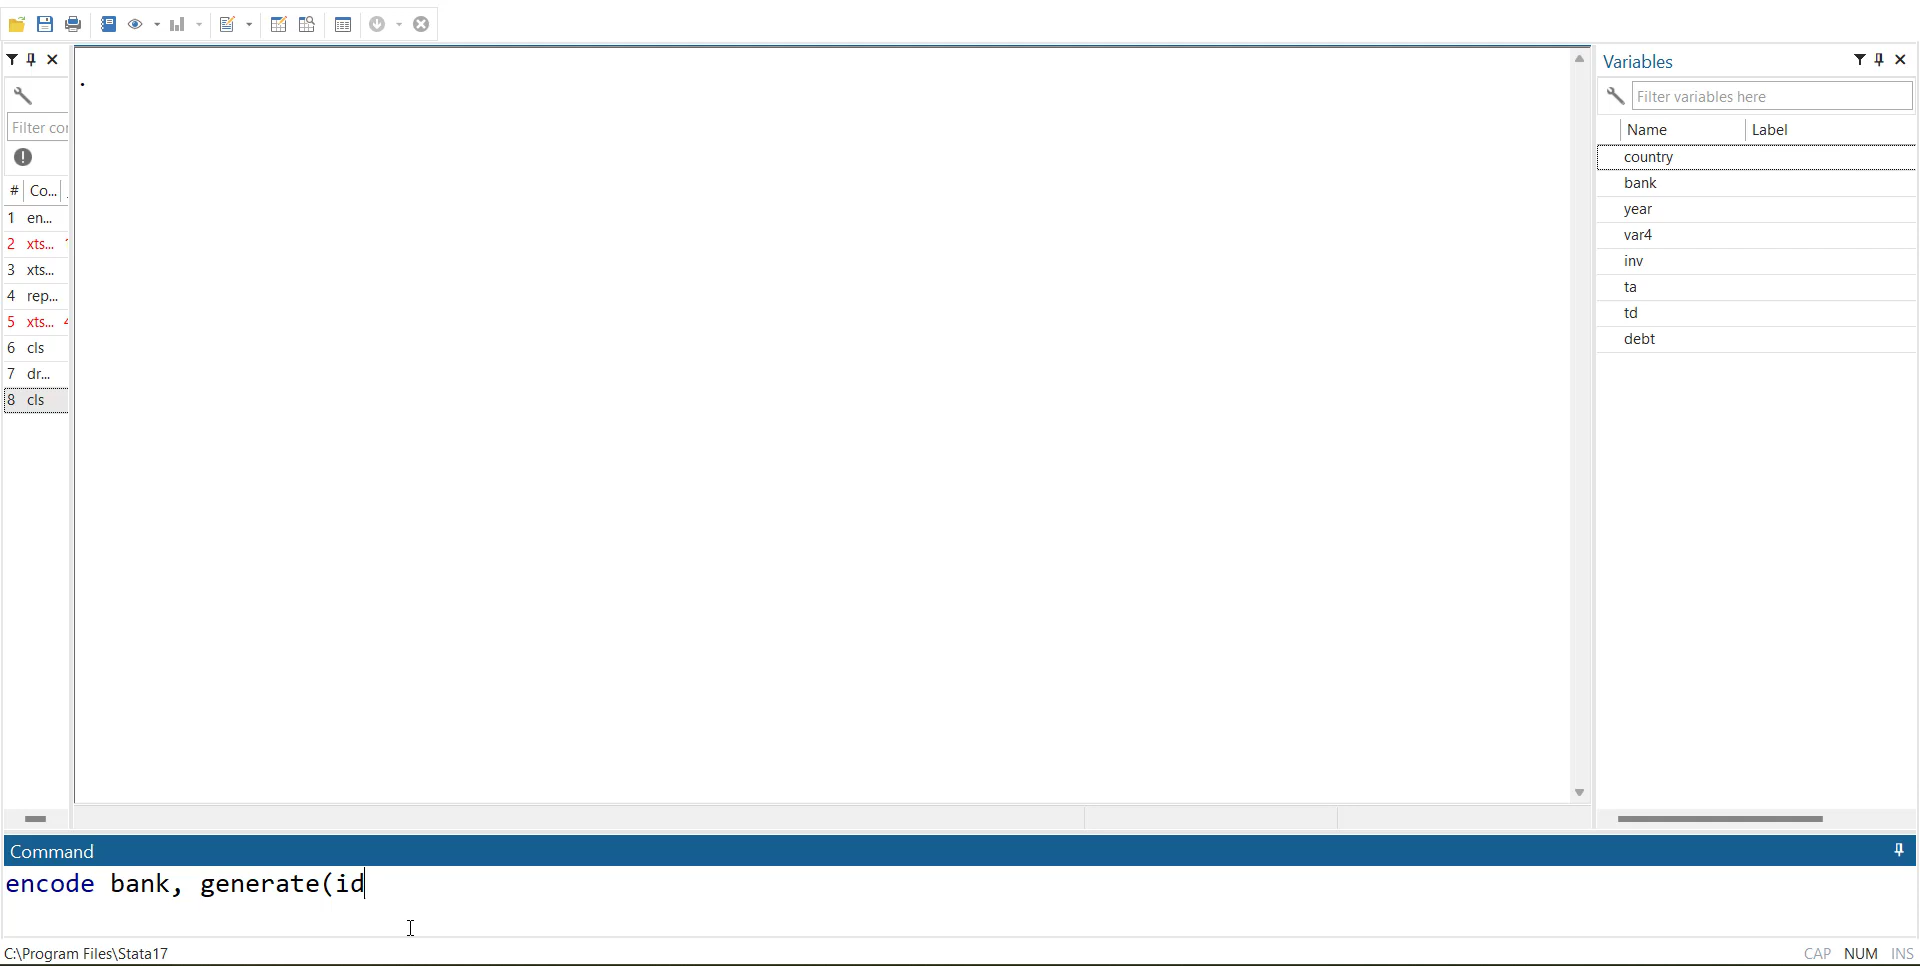 Filter cor
# Co...
1 en...
2 xts...
3 xts...
4 rep...
5 xts... 4
6 cls
7 dr...
8 cls
.
Variables
Filter variables here
Name Label
country
bank
year
var4
inv
ta
td
debt
Command
encode bank, generate(id
C:\Program Files\Stata17
CAP NUM INS